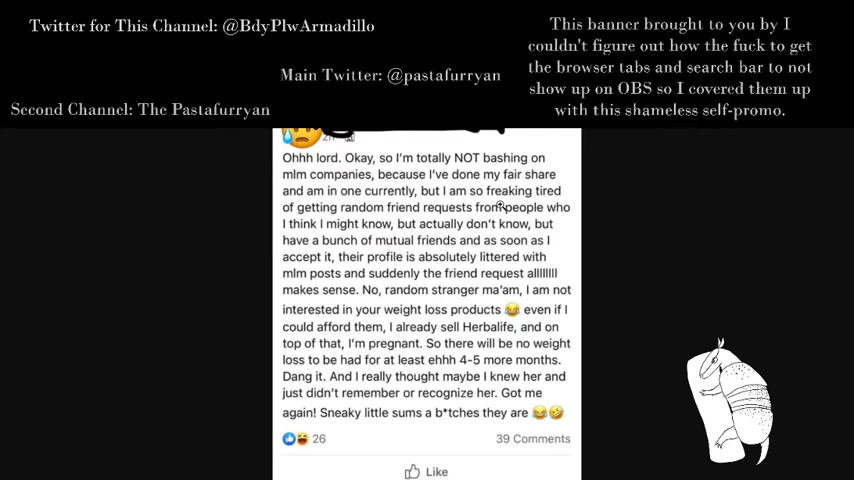 Twitter for This Channel: @BdyPlwArmadillo
Main Twitter: @pastafurryan
Second Channel: The Pastafurryan
This banner brought to you by I
couldn't figure out how the fuck to get
the browser tabs and search bar to not
show up on OBS so I covered them up
with this shameless self-promo.
Ohhh lord. Okay, so I'm totally NOT bashing on
mlm companies, because I've done my fair share
and am in one currently, but I am so freaking tired
of getting random friend requests from people who
I think I might know, but actually don't know, but
have a bunch of mutual friends and as soon as I
accept it, their profile is absolutely littered with
mlm posts and suddenly the friend request allllllll
makes sense. No, random stranger ma'am, I am not
interested in your weight loss products 😂 even if I
could afford them, I already sell Herbalife, and on
top of that, I'm pregnant. So there will be no weight
loss to be had for at least ehhh 4-5 more months.
Dang it. And I really thought maybe I knew her and
just didn't remember or recognize her. Got me
again! Sneaky little sums a b*tches they are 😂🤣
26
39 Comments
Like